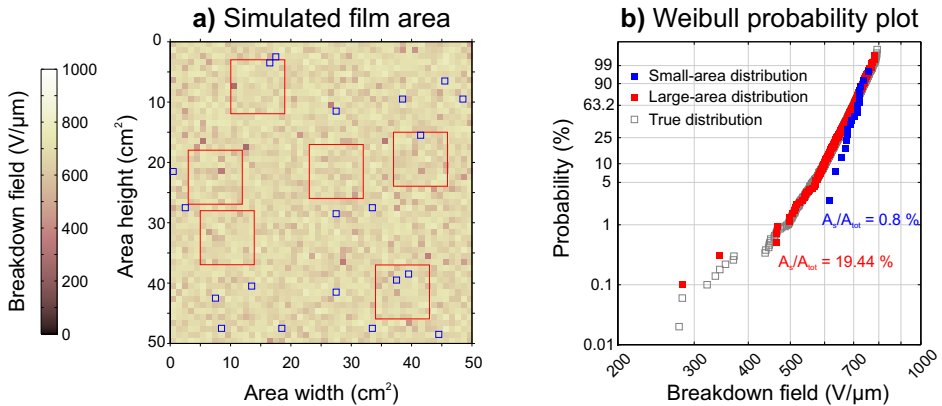 a) Simulated film area
b) Weibull probability plot
Breakdown field (V/µm)
1000
800
600
400
200
0
Area height (cm²)
0
10
20
30
40
50
0
10
20
30
40
50
Area width (cm²)
Probability (%)
99
90
63.2
25
10
5
1
0.1
0.01
Small-area distribution
Large-area distribution
True distribution
Aₛ/Aₜₒₜ = 0.8 %
Aₛ/Aₜₒₜ = 19.44 %
200
300
400
500
600
700
1000
Breakdown field (V/µm)